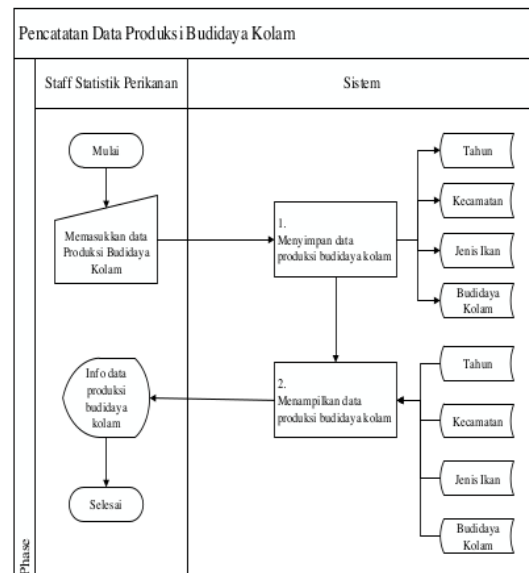 Pencatatan Data Produksi Budidaya Kolam
Staff Statistik Perikanan
Sistem
Mulai
Memasukkan data
Produksi Budidaya
Kolam
1.
Menyimpan data
produksi budidaya kolam
Tahun
Kecamatan
Jenis Ikan
Budidaya
Kolam
2.
Menampilkan data
produksi budidaya kolam
Tahun
Kecamatan
Jenis Ikan
Budidaya
Kolam
Info data
produksi
budidaya
kolam
Selesai
Phase